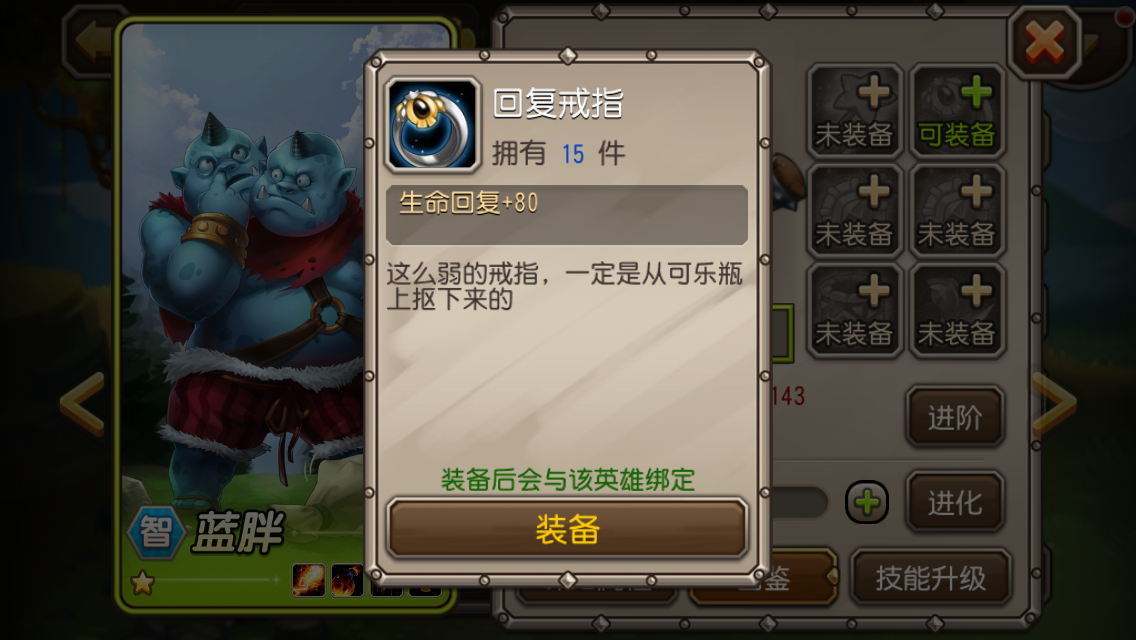 回复戒指
拥有 15 件
生命回复+80
这么弱的戒指，一定是从可乐瓶
上抠下来的
装备后会与该英雄绑定
装备
智 蓝胖
未装备 可装备
未装备 未装备
未装备 未装备
143
进阶
进化
鉴 技能升级